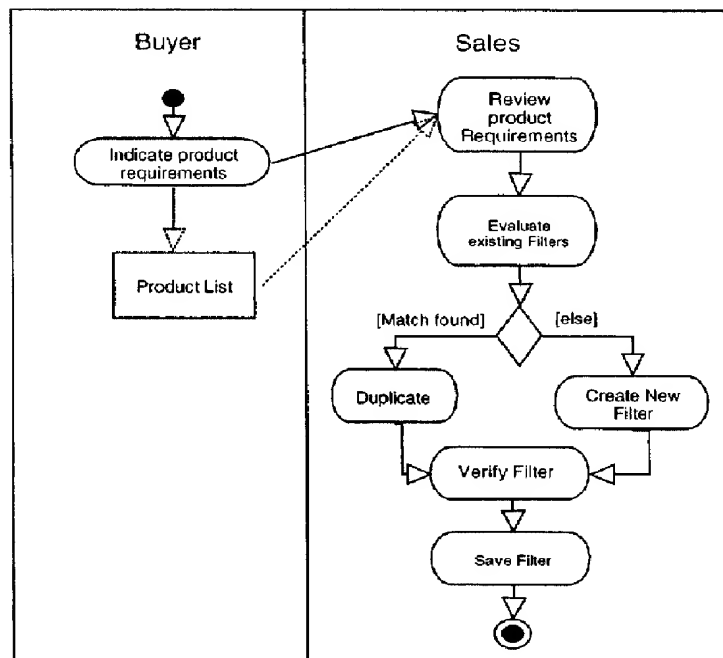 Buyer
Sales
Indicate product
requirements
Product List
Review
product
Requirements
Evaluate
existing Filters
[Match found]
[else]
Duplicate
Create New
Filter
Verify Filter
Save Filter